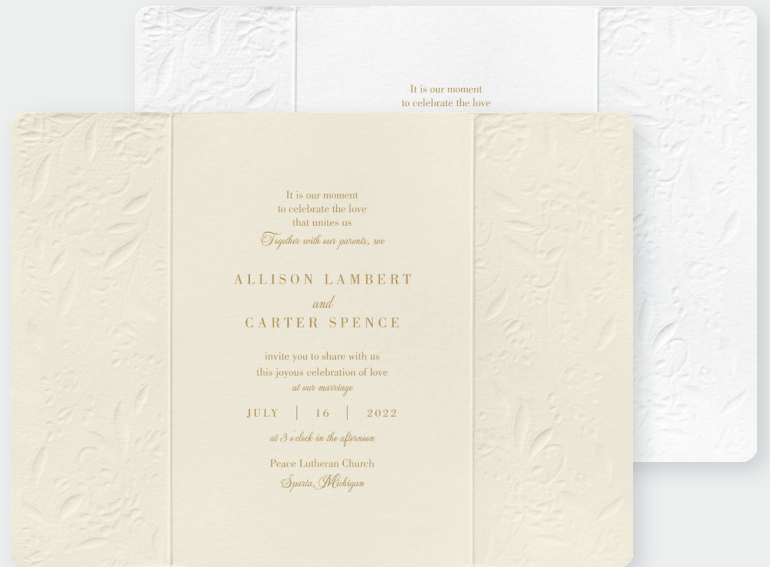 It is our moment
to celebrate the love
It is our moment
to celebrate the love
that unites us
Together with our parents, we
ALLISON LAMBERT
and
CARTER SPENCE
invite you to share with us
this joyous celebration of love
at our marriage
JULY | 16 | 2022
at 3 o'clock in the afternoon
Peace Lutheran Church
Sparta, Michigan